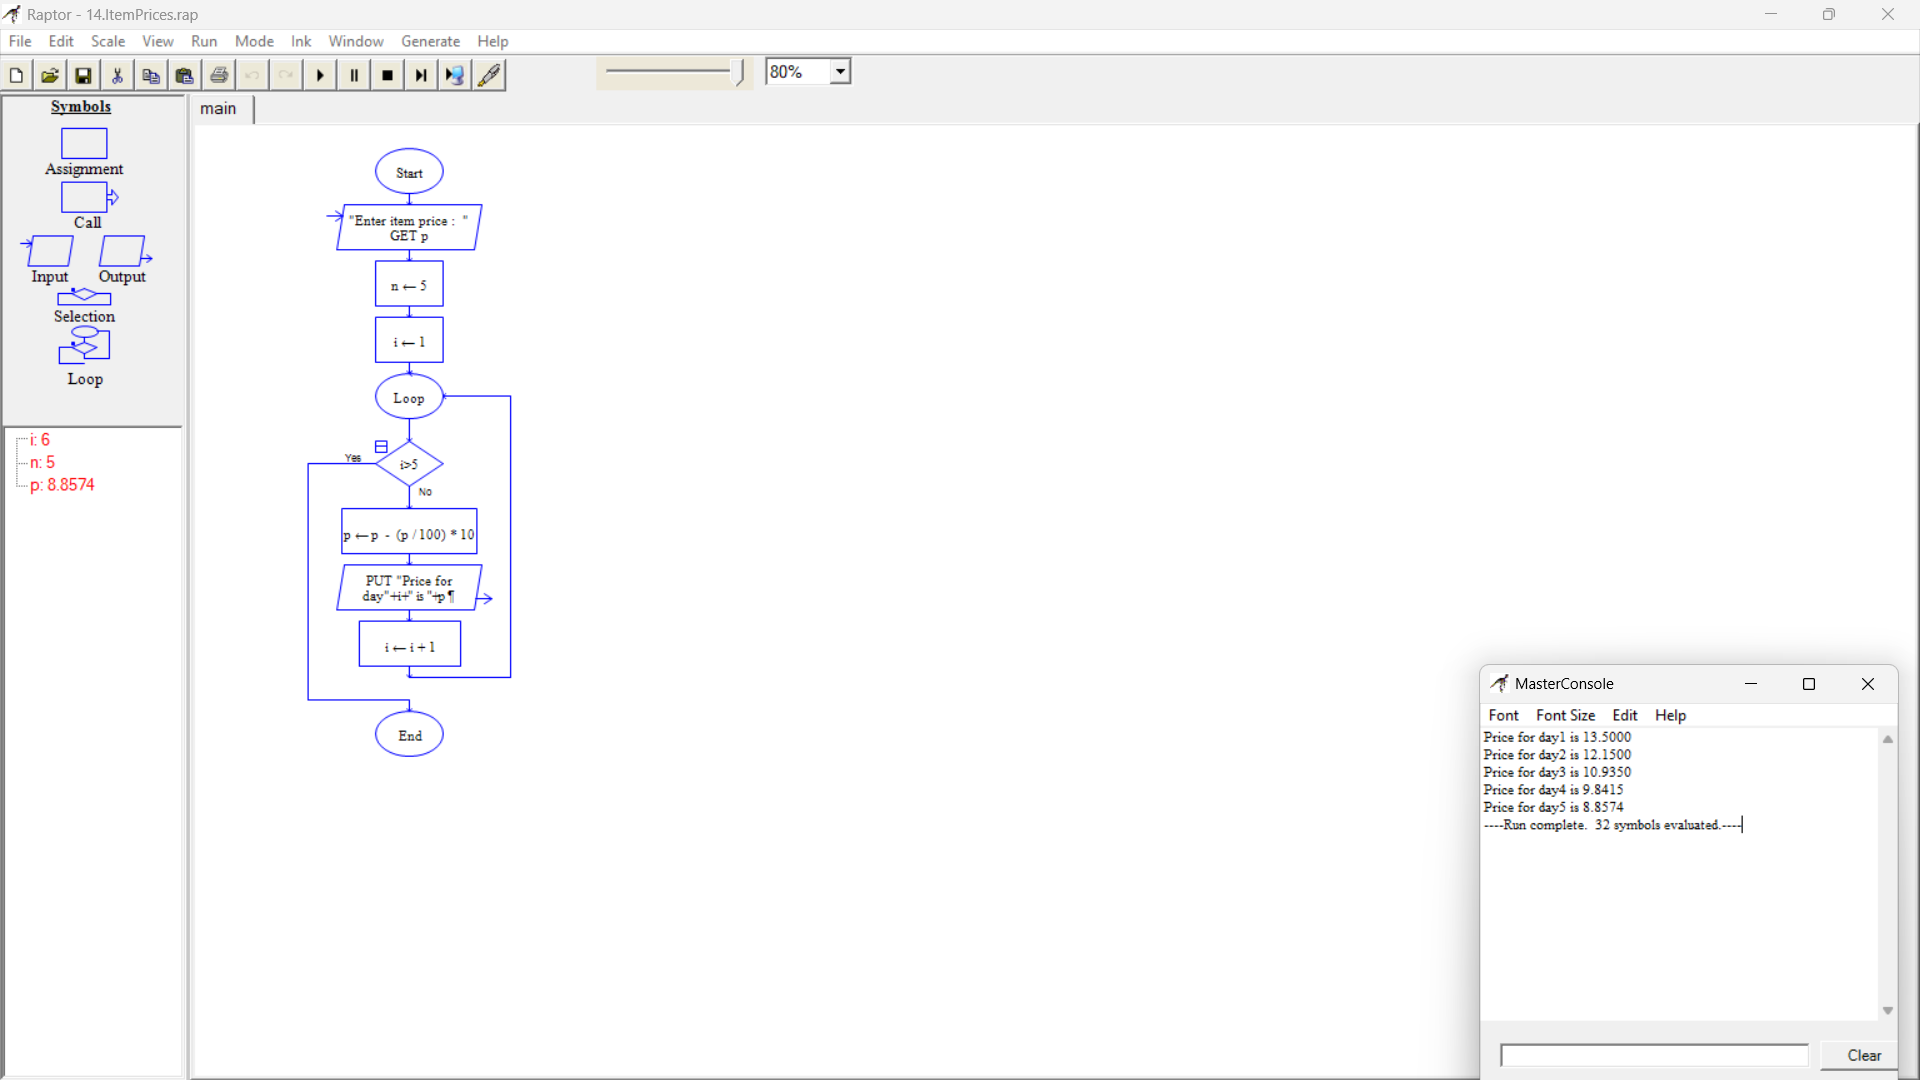 Raptor - 14.ItemPrices.rap
File Edit Scale View Run Mode Ink Window Generate Help
80%
Symbols
Assignment
Call
Input Output
Selection
Loop
i: 6
n: 5
p: 8.8574
main
Start
"Enter item price :  "
GET p
n ← 5
i ← 1
Loop
i>5
Yes
No
p ←p - (p / 100) * 10
PUT "Price for
day"+i+" is "+p ¶
i ← i + 1
End
MasterConsole
Font Font Size Edit Help
Price for day1 is 13.5000
Price for day2 is 12.1500
Price for day3 is 10.9350
Price for day4 is 9.8415
Price for day5 is 8.8574
----Run complete.  32 symbols evaluated.----
Clear